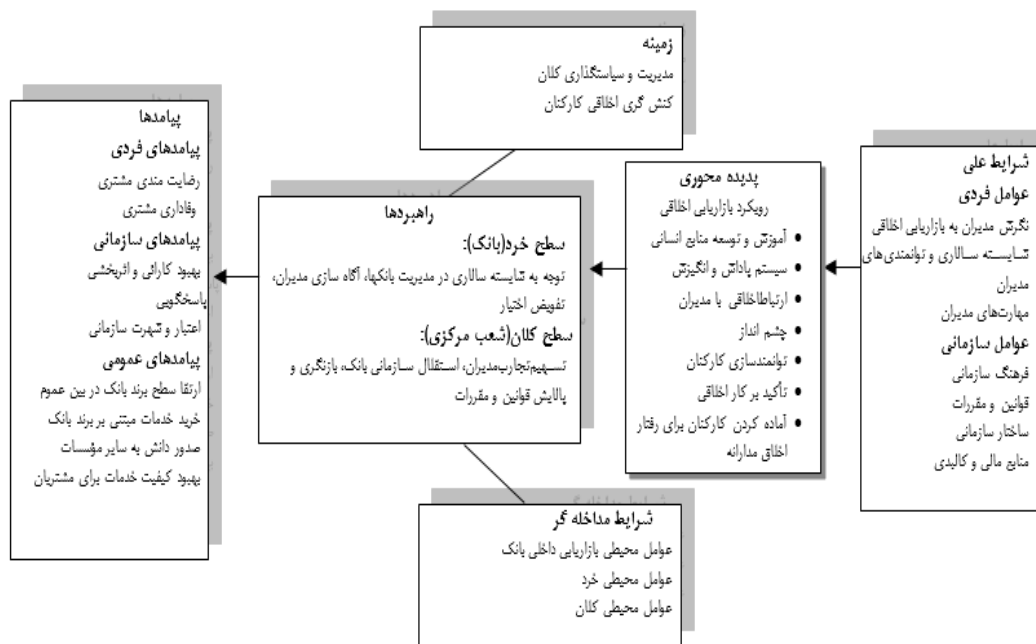 زمینه
مدیریت و سیاستگذاری کلان
کنش گری اخلاقی کارکنان
شرایط علی
عوامل فردی
نگرش مدیران به بازاریابی اخلاقی
شایسته سالاری و توانمندی‌های
مدیران
مهارت‌های مدیران
عوامل سازمانی
فرهنگ سازمانی
قوانین و مقررات
ساختار سازمانی
منابع مالی و کالبدی
پدیده محوری
رویکرد بازاریابی اخلاقی
• آموزش و توسعه منابع انسانی
• سیستم پاداش و انگیزش
• ارتباطاخلاقی با مدیران
• چشم انداز
• توانمندسازی کارکنان
• تأکید بر کار اخلاقی
• آماده کردن کارکنان برای رفتار
اخلاق مدارانه
راهبردها
سطح خرد(بانک):
توجه به شایسته سالاری در مدیریت بانکها، آگاه سازی مدیران،
تفویض اختیار
سطح کلان(شعب مرکزی):
تسهیم‌تجارب‌مدیران، استقلال سازمانی بانک، بازنگری و
پالایش قوانین و مقررات
پیامدها
پیامدهای فردی
رضایت مندی مشتری
وفاداری مشتری
پیامدهای سازمانی
بهبود کارائی و اثربخشی
پاسخگویی
اعتبار و شهرت سازمانی
پیامدهای عمومی
ارتقا سطح برند بانک در بین عموم
خرید خدمات مبتنی بر برند بانک
صدور دانش به سایر مؤسسات
بهبود کیفیت خدمات برای مشتریان
شرایط مداخله گر
عوامل محیطی بازاریابی داخلی بانک
عوامل محیطی خرد
عوامل محیطی کلان